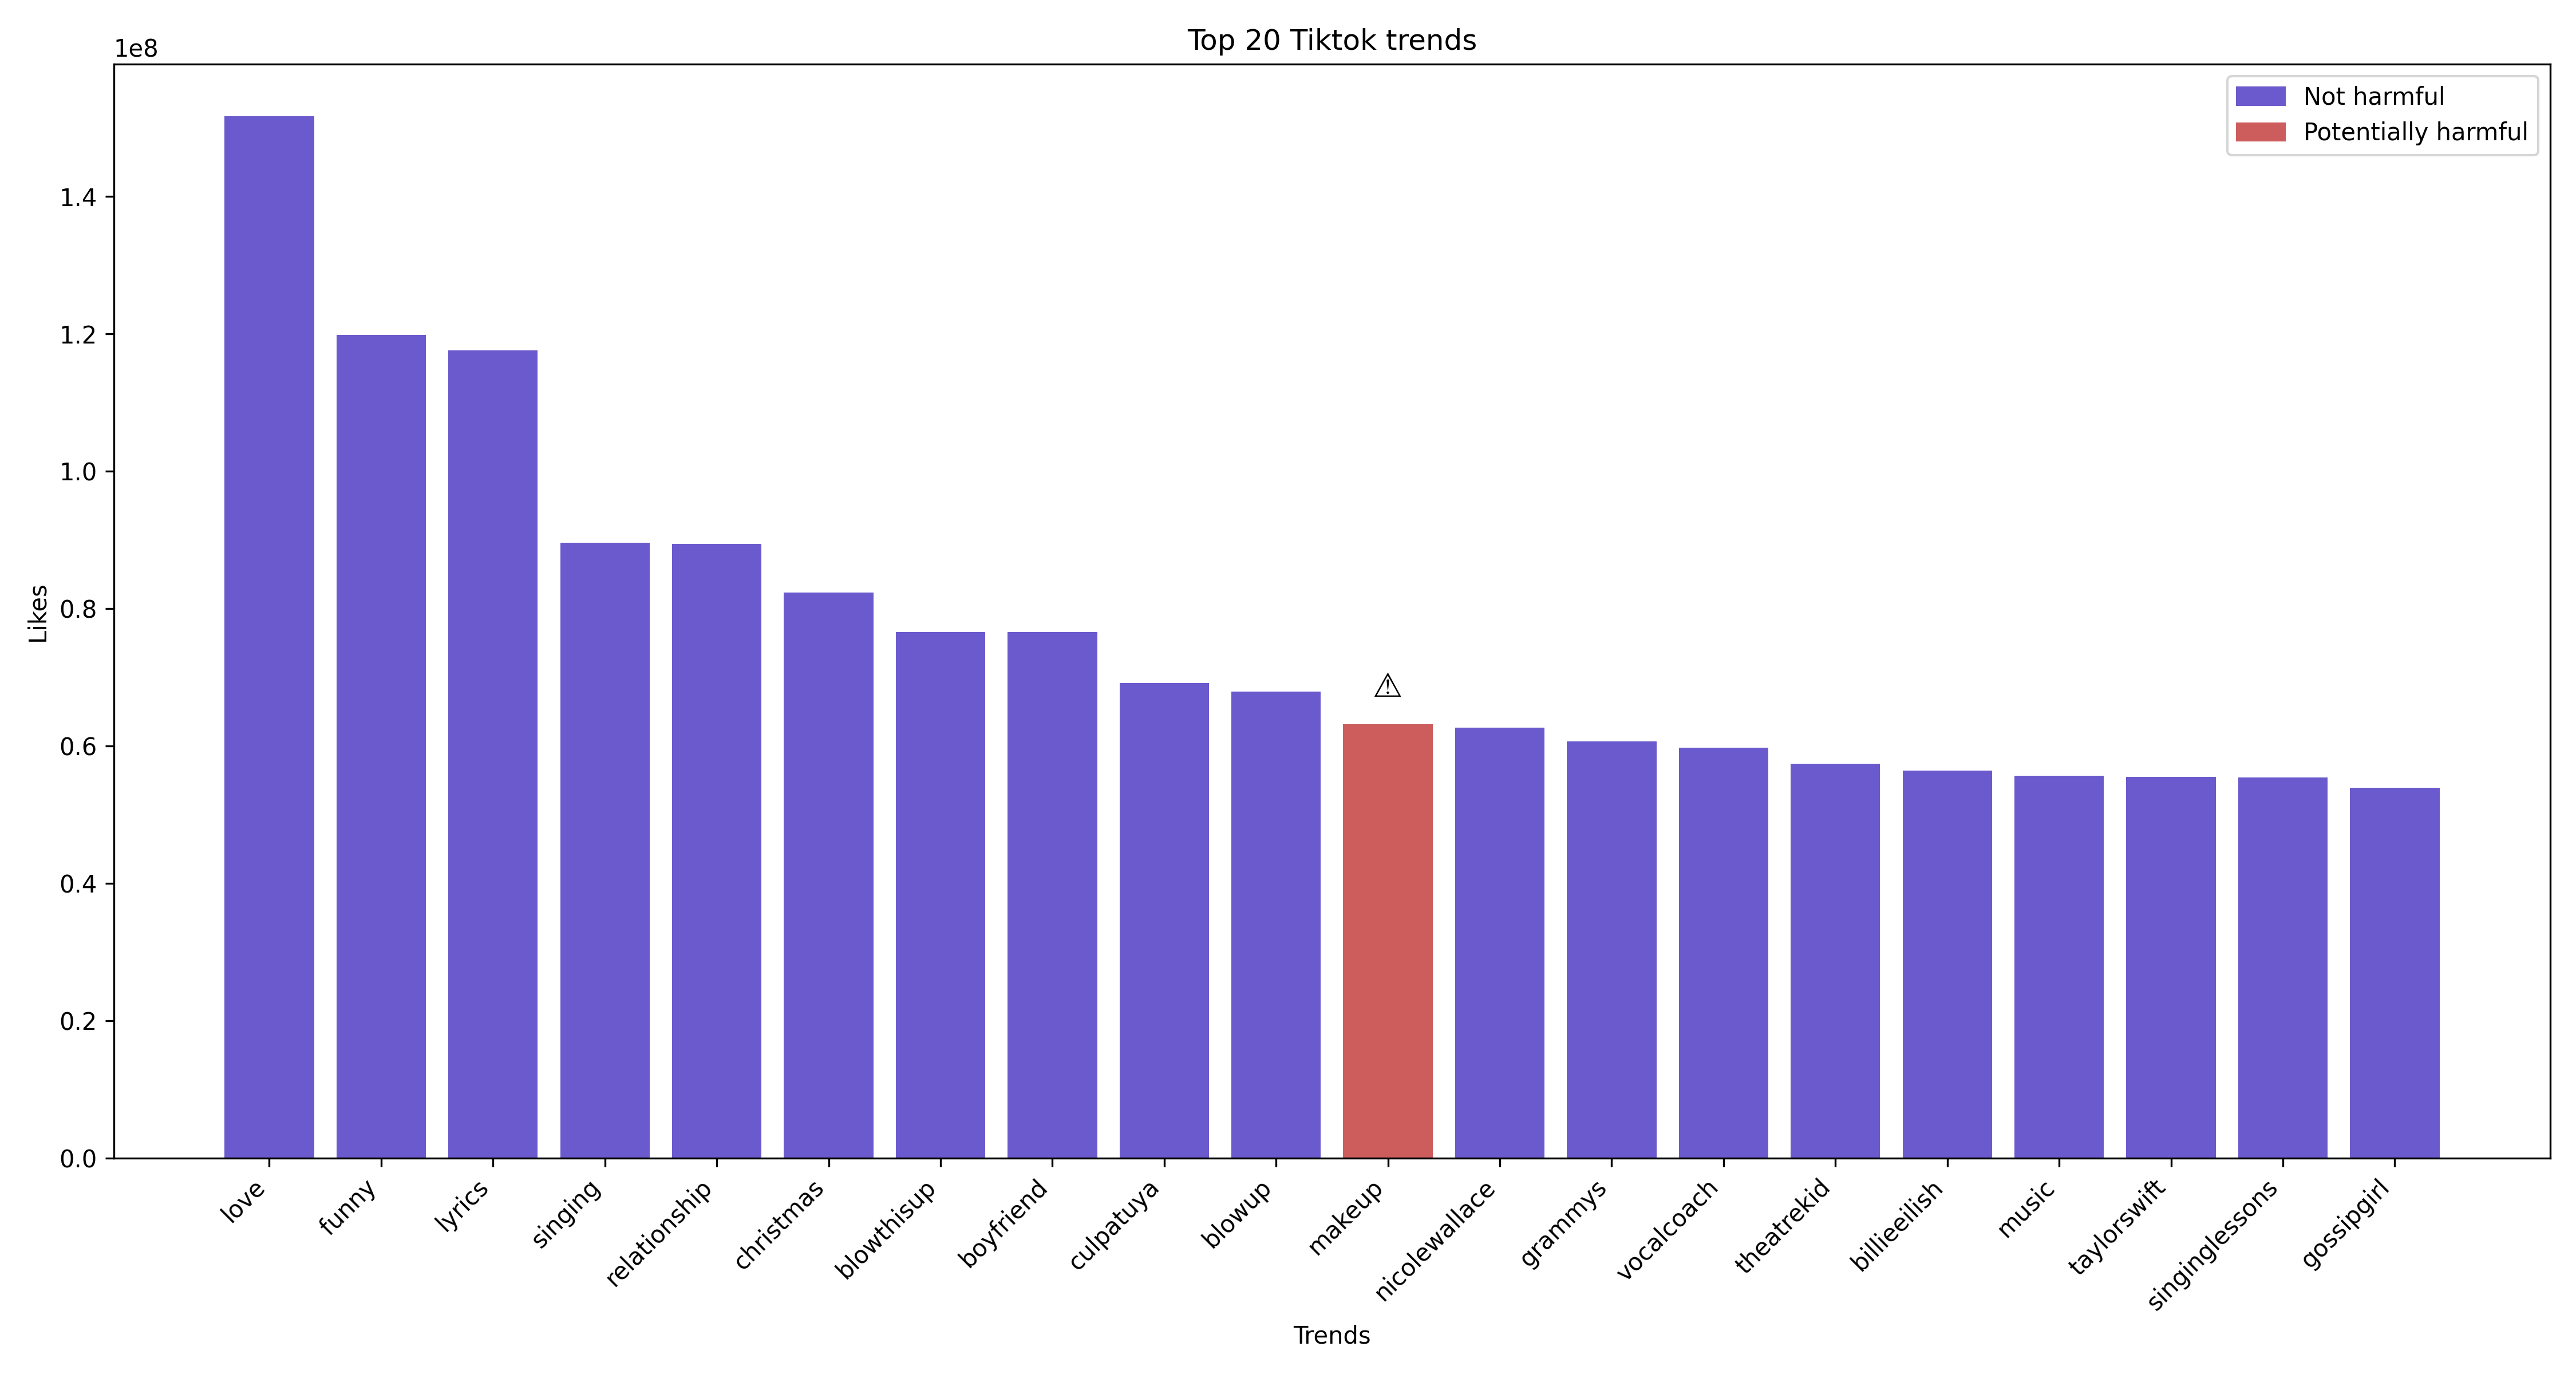 Top 20 Tiktok trends
1e8
Not harmful
Potentially harmful
1.4
1.2
1.0
0.8
0.6
0.4
0.2
0.0
Likes
⚠
love
funny
lyrics
singing
relationship
christmas
blowthisup
boyfriend
culpatuya
blowup
makeup
nicolewallace
grammys
vocalcoach
theatrekid
billieeilish
music
taylorswift
singinglessons
gossipgirl
Trends